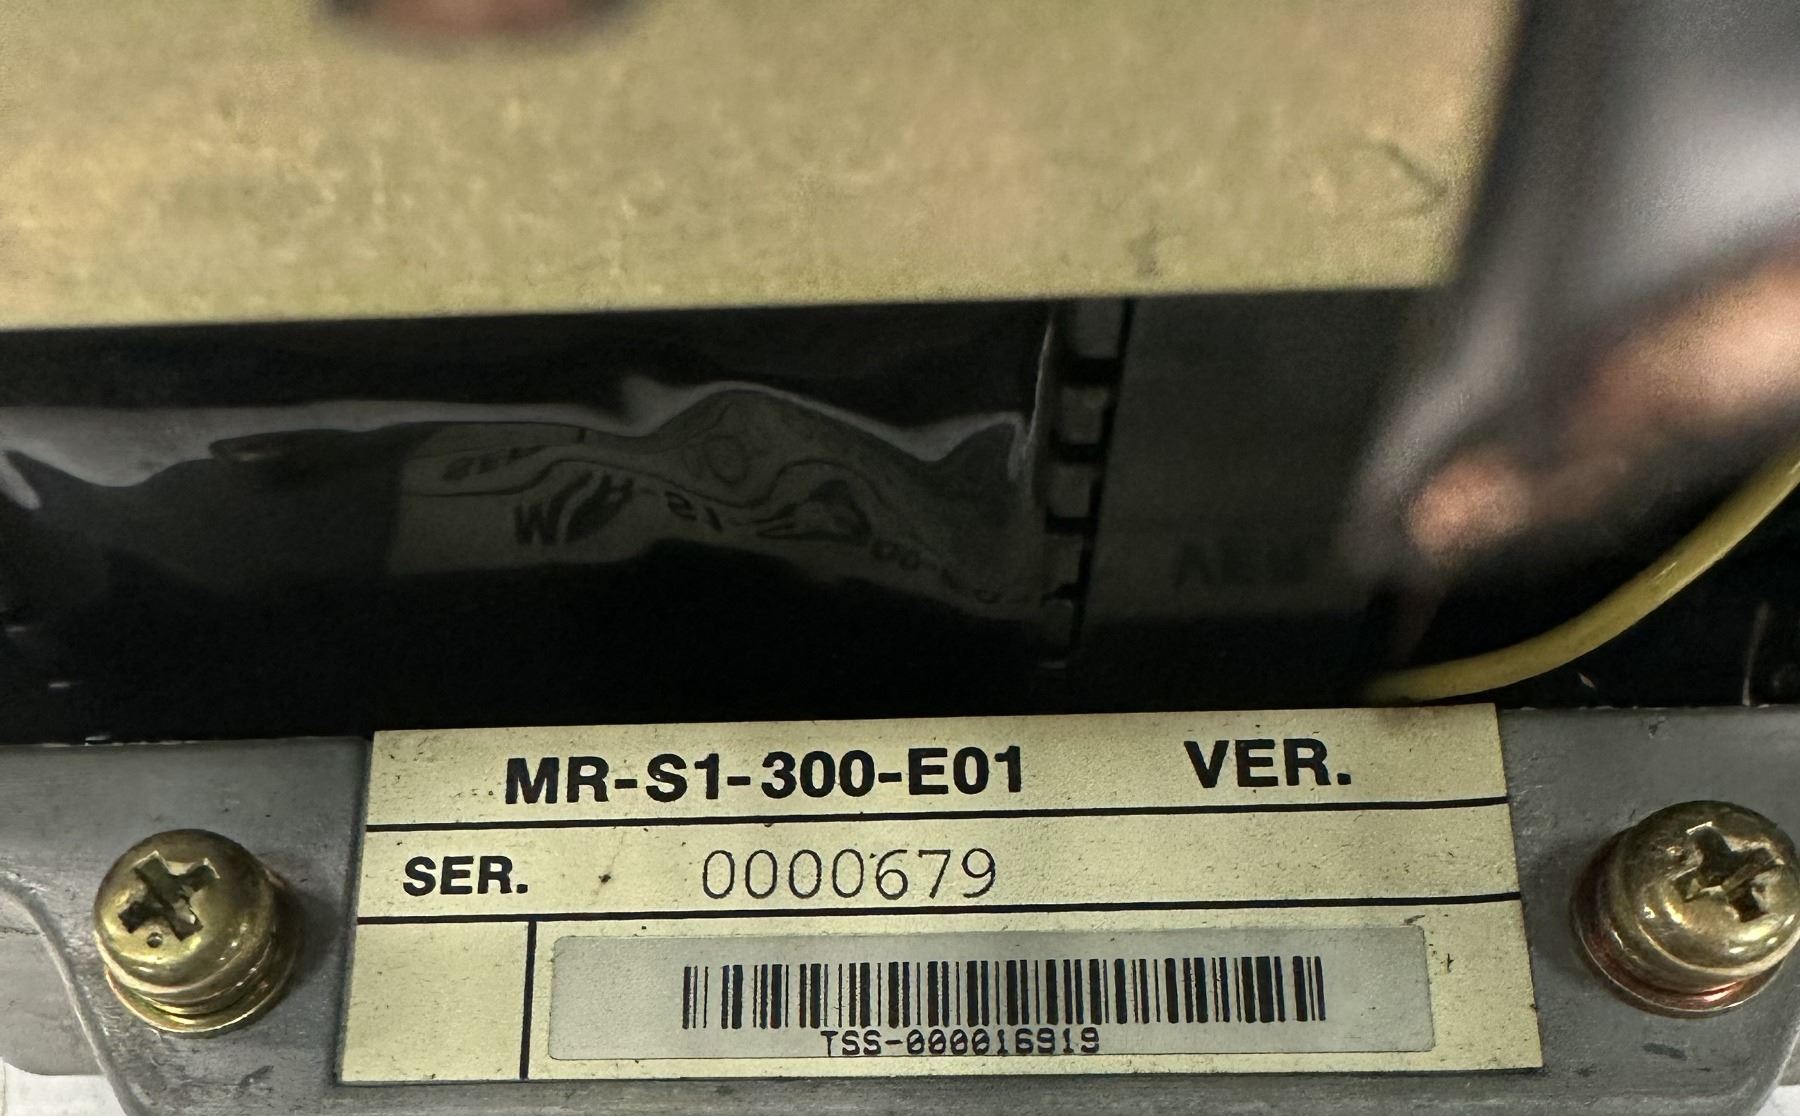 MR-S1-300-E01 VER.
SER. 0000679
TSS-000016919